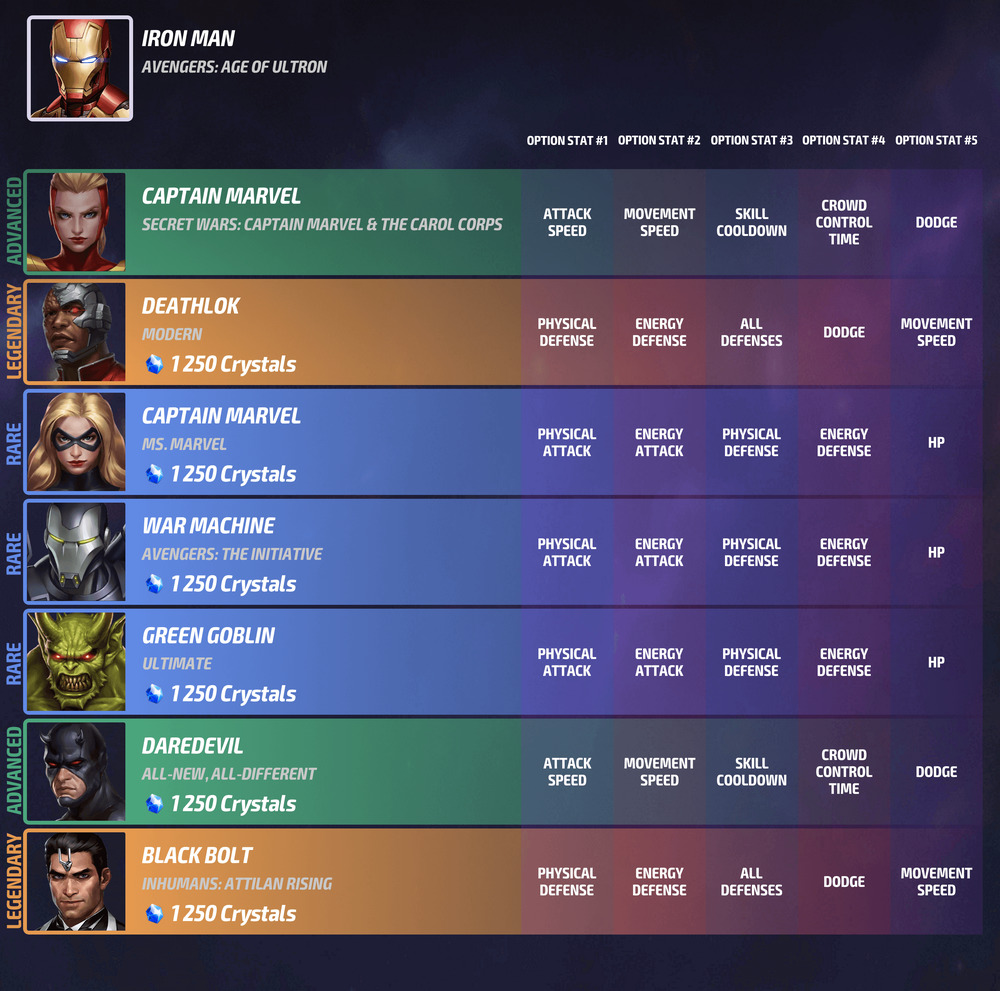 IRON MAN
AVENGERS: AGE OF ULTRON
OPTION STAT #1 OPTION STAT #2 OPTION STAT #3 OPTION STAT #4 OPTION STAT #5
ADVANCED
CAPTAIN MARVEL
SECRET WARS: CAPTAIN MARVEL & THE CAROL CORPS
ATTACK
SPEED
MOVEMENT
SPEED
SKILL
COOLDOWN
CROWD
CONTROL
TIME
DODGE
LEGENDARY
DEATHLOK
MODERN
1 250 Crystals
PHYSICAL
DEFENSE
ENERGY
DEFENSE
ALL
DEFENSES
DODGE
MOVEMENT
SPEED
RARE
CAPTAIN MARVEL
MS. MARVEL
1 250 Crystals
PHYSICAL
ATTACK
ENERGY
ATTACK
PHYSICAL
DEFENSE
ENERGY
DEFENSE
HP
RARE
WAR MACHINE
AVENGERS: THE INITIATIVE
1 250 Crystals
PHYSICAL
ATTACK
ENERGY
ATTACK
PHYSICAL
DEFENSE
ENERGY
DEFENSE
HP
RARE
GREEN GOBLIN
ULTIMATE
1 250 Crystals
PHYSICAL
ATTACK
ENERGY
ATTACK
PHYSICAL
DEFENSE
ENERGY
DEFENSE
HP
ADVANCED
DAREDEVIL
ALL-NEW, ALL-DIFFERENT
1 250 Crystals
ATTACK
SPEED
MOVEMENT
SPEED
SKILL
COOLDOWN
CROWD
CONTROL
TIME
DODGE
LEGENDARY
BLACK BOLT
INHUMANS: ATTILAN RISING
1 250 Crystals
PHYSICAL
DEFENSE
ENERGY
DEFENSE
ALL
DEFENSES
DODGE
MOVEMENT
SPEED